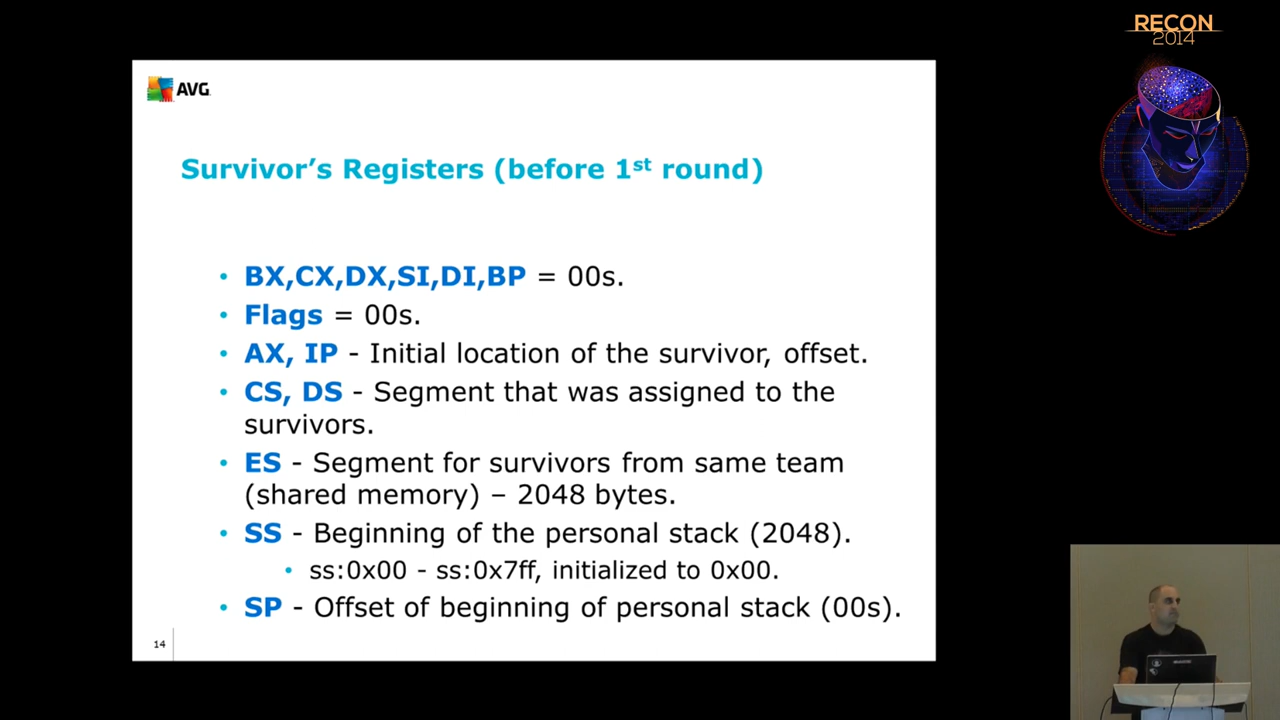 RECON
2014
AVG
Survivor's Registers (before 1st round)
• BX,CX,DX,SI,DI,BP = 00s.
• Flags = 00s.
• AX, IP - Initial location of the survivor, offset.
• CS, DS - Segment that was assigned to the
survivors.
• ES - Segment for survivors from same team
(shared memory) – 2048 bytes.
• SS - Beginning of the personal stack (2048).
• ss:0x00 - ss:0x7ff, initialized to 0x00.
• SP - Offset of beginning of personal stack (00s).
14